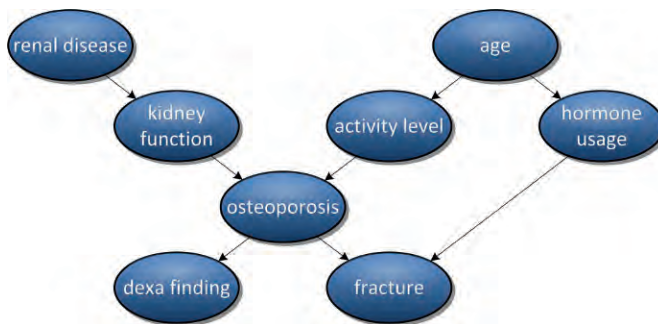 renal disease
age
kidney
function
activity level
hormone
usage
osteoporosis
dexa finding
fracture